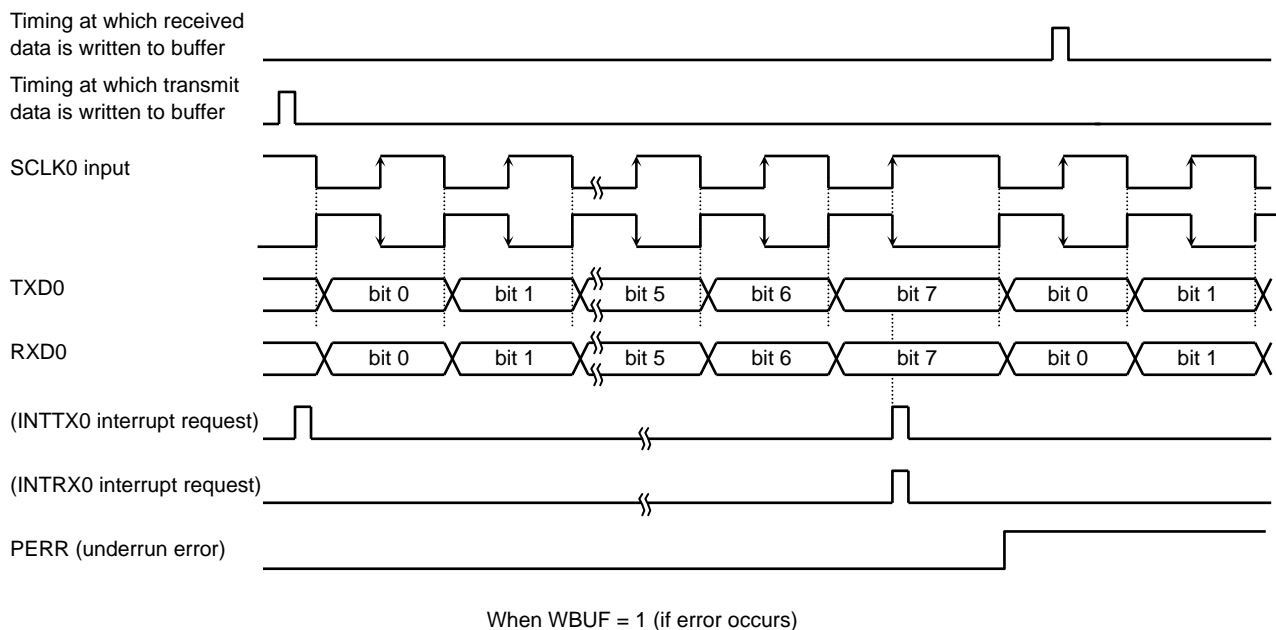 Timing at which received
data is written to buffer
Timing at which transmit
data is written to buffer
SCLK0 input
TXD0
bit 0 bit 1 bit 5 bit 6 bit 7 bit 0 bit 1
RXD0
bit 0 bit 1 bit 5 bit 6 bit 7 bit 0 bit 1
(INTTX0 interrupt request)
(INTRX0 interrupt request)
PERR (underrun error)
When WBUF = 1 (if error occurs)